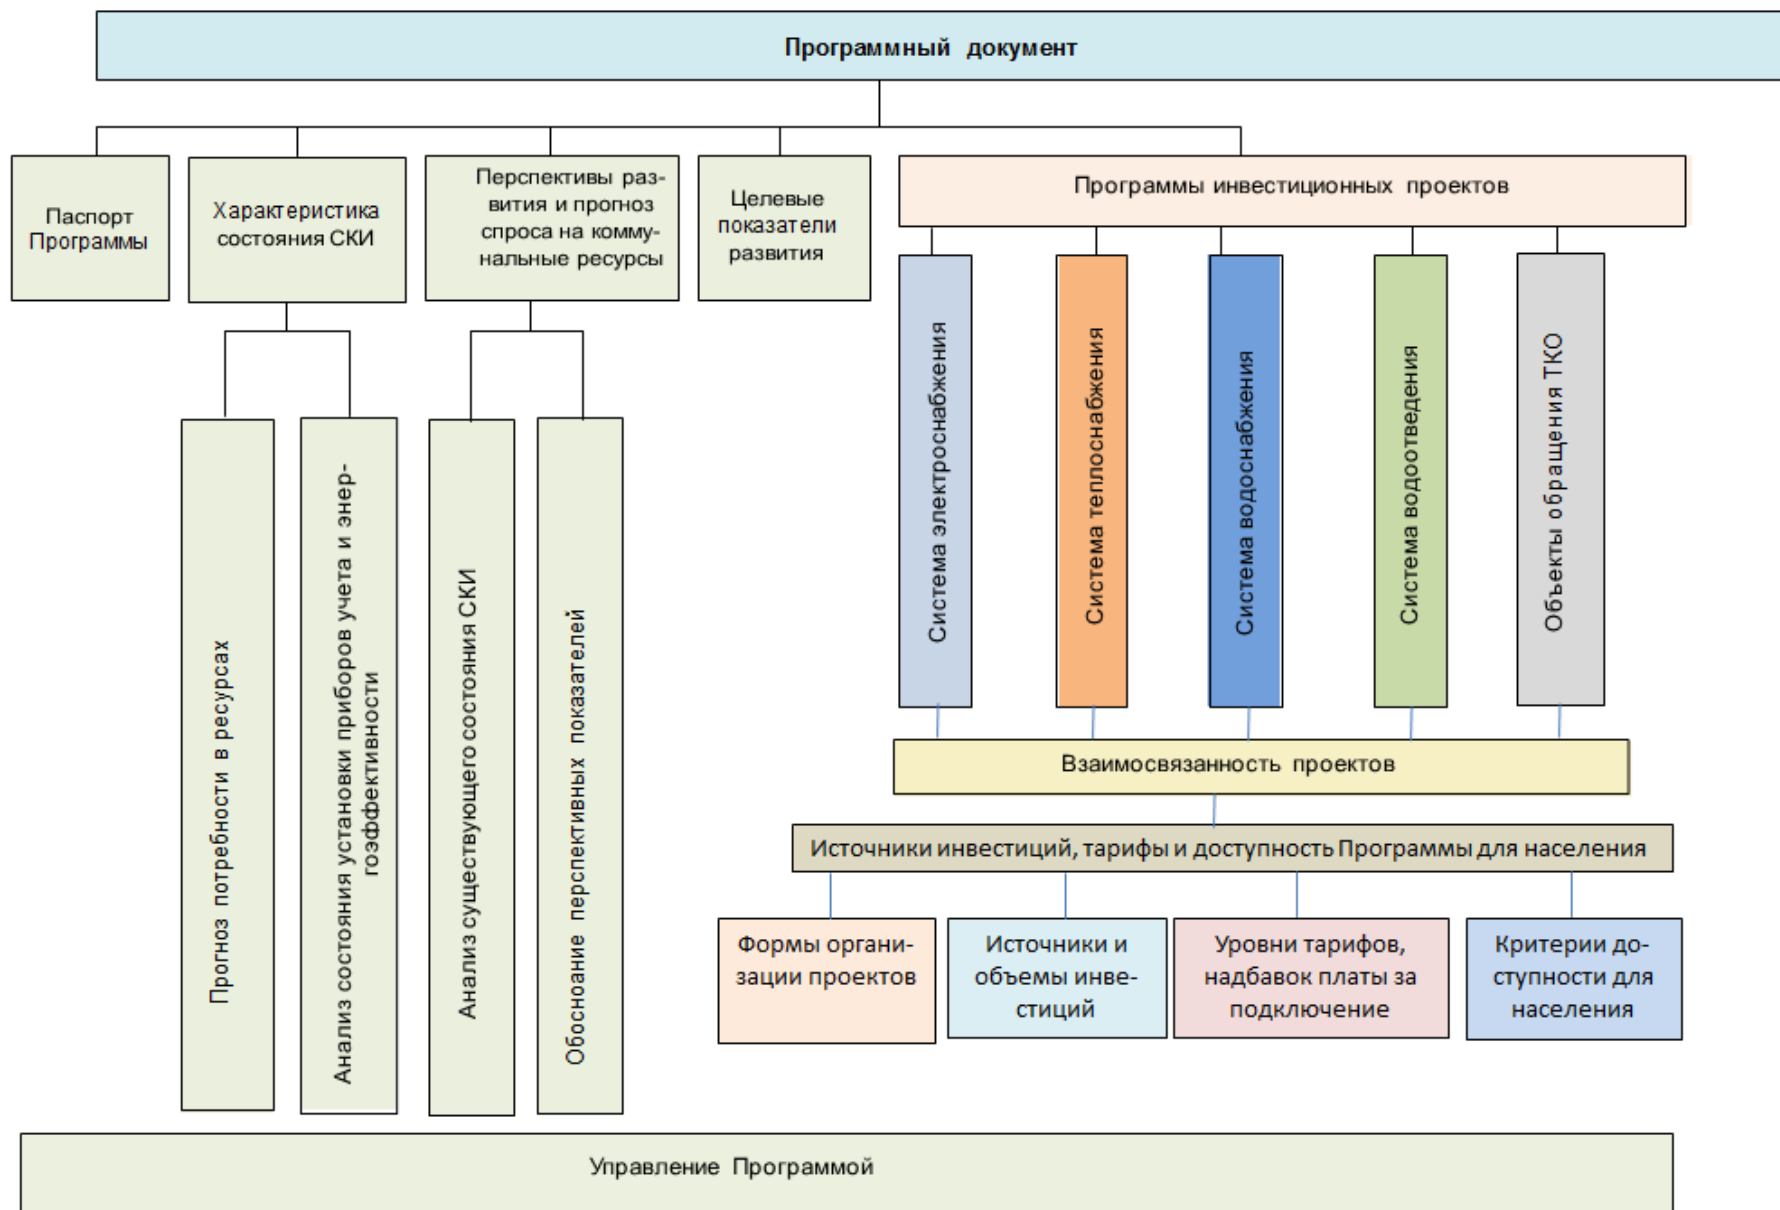 Программный документ
Паспорт
Программы
Характеристика
состояния СКИ
Перспективы раз-
вития и прогноз
спроса на комму-
нальные ресурсы
Целевые
показатели
развития
Программы инвестиционных проектов
Прогноз потребности в ресурсах
Анализ состояния установки приборов учета и энер-
гоэффективности
Анализ существующего состояния СКИ
Обосноание перспективных показателей
Система электроснабжения
Система теплоснабжения
Система водоснабжения
Система водоотведения
Объекты обращения ТКО
Взаимосвязанность проектов
Источники инвестиций, тарифы и доступность Программы для населения
Формы органи-
зации проектов
Источники и
объемы инве-
стиций
Уровни тарифов,
надбавок платы за
подключение
Критерии до-
ступности для
населения
Управление Программой